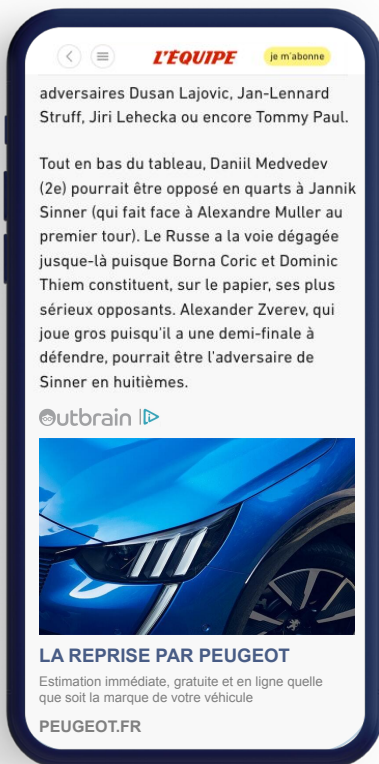 L'ÉQUIPE
je m'abonne
adversaires Dusan Lajovic, Jan-Lennard
Struff, Jiri Lehecka ou encore Tommy Paul.
Tout en bas du tableau, Daniil Medvedev
(2e) pourrait être opposé en quarts à Jannik
Sinner (qui fait face à Alexandre Muller au
premier tour). Le Russe a la voie dégagée
jusque-là puisque Borna Coric et Dominic
Thiem constituent, sur le papier, ses plus
sérieux opposants. Alexander Zverev, qui
joue gros puisqu'il a une demi-finale à
défendre, pourrait être l'adversaire de
Sinner en huitièmes.
Outbrain
LA REPRISE PAR PEUGEOT
Estimation immédiate, gratuite et en ligne quelle
que soit la marque de votre véhicule
PEUGEOT.FR